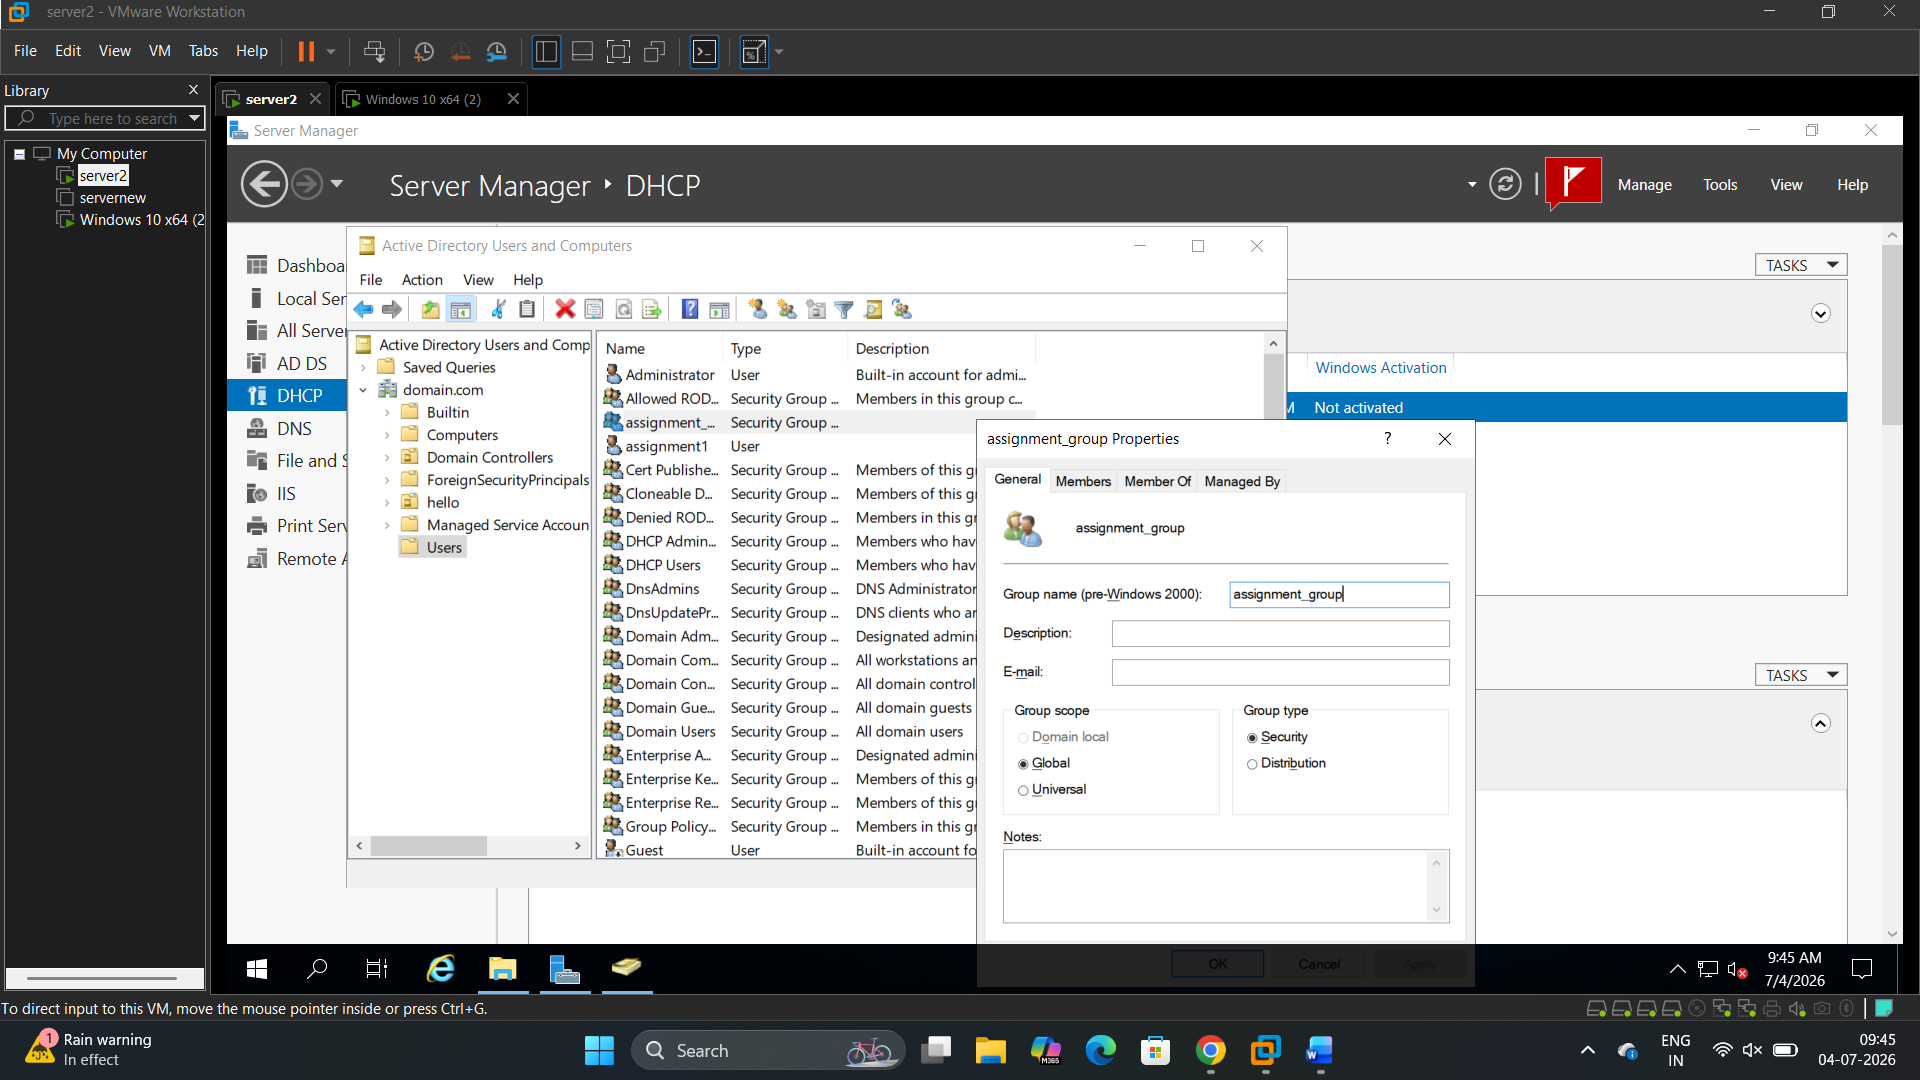 server2 - VMware Workstation
File Edit View VM Tabs Help
Library
Type here to search
My Computer
server2
servernew
Windows 10 x64 (2
server2
Windows 10 x64 (2)
Server Manager
Server Manager DHCP
Manage Tools View Help
Dashboa
Local Ser
All Server
AD DS
DHCP
DNS
File and S
IIS
Print Serv
Remote A
Active Directory Users and Computers
File Action View Help
Active Directory Users and Comp
Saved Queries
domain.com
Builtin
Computers
Domain Controllers
ForeignSecurityPrincipals
hello
Managed Service Accoun
Users
Name Type Description
Administrator User Built-in account for admi...
Allowed ROD... Security Group ... Members in this group c...
assignment_... Security Group ...
assignment1 User
Cert Publishe... Security Group ... Members of this gr
Cloneable D... Security Group ... Members of this gr
Denied ROD... Security Group ... Members in this gr
DHCP Admin... Security Group ... Members who hav
DHCP Users Security Group ... Members who hav
DnsAdmins Security Group ... DNS Administrator
DnsUpdatePr... Security Group ... DNS clients who ar
Domain Adm... Security Group ... Designated admini
Domain Com... Security Group ... All workstations an
Domain Con... Security Group ... All domain control
Domain Gue... Security Group ... All domain guests
Domain Users Security Group ... All domain users
Enterprise A... Security Group ... Designated admini
Enterprise Ke... Security Group ... Members of this gr
Enterprise Re... Security Group ... Members of this gr
Group Policy... Security Group ... Members in this gr
Guest User Built-in account fo
TASKS
Windows Activation
M Not activated
TASKS
assignment_group Properties ?
General Members Member Of Managed By
assignment_group
Group name (pre-Windows 2000): assignment_group
Description:
E-mail:
Group scope
Domain local
Global
Universal
Group type
Security
Distribution
Notes:
OK Cancel Apply
9:45 AM
7/4/2026
To direct input to this VM, move the mouse pointer inside or press Ctrl+G.
1
Rain warning
In effect
Search
M365
W
ENG
IN
09:45
04-07-2026